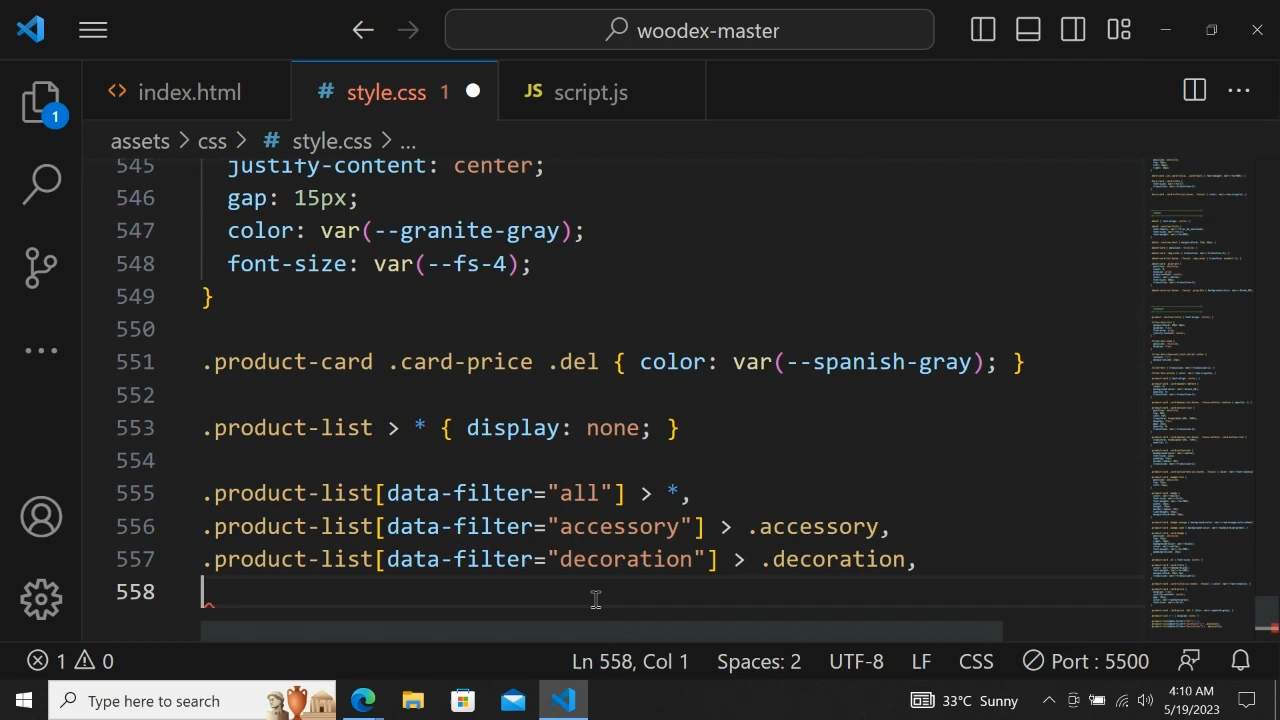 woodex-master
index.html
# style.css 1
JS script.js
1
assets > css > # style.css > ...
545 justify-content: center;
546 gap: 15px;
547 color: var(--granite-gray);
548 font-size: var(--fs-4);
549 }
550
551 .product-card .card-price .del { color: var(--spanish-gray); }
552
553 .product-list > * { display: none; }
554
555 .product-list[data-filter="all"] > *,
556 .product-list[data-filter="accessory"] > .accessory,
557 .product-list[data-filter="decoration"] > .decoration,
558
1 0
Ln 558, Col 1
Spaces: 2
UTF-8
LF
CSS
Port : 5500
Type here to search
33°C Sunny
4:10 AM
5/19/2023